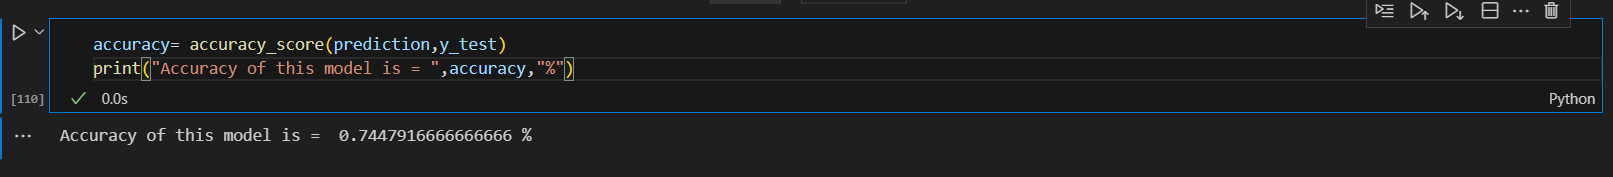 accuracy= accuracy_score(prediction,y_test)
print("Accuracy of this model is = ",accuracy,"%")
[110] 0.0s Python
Accuracy of this model is =  0.7447916666666666 %